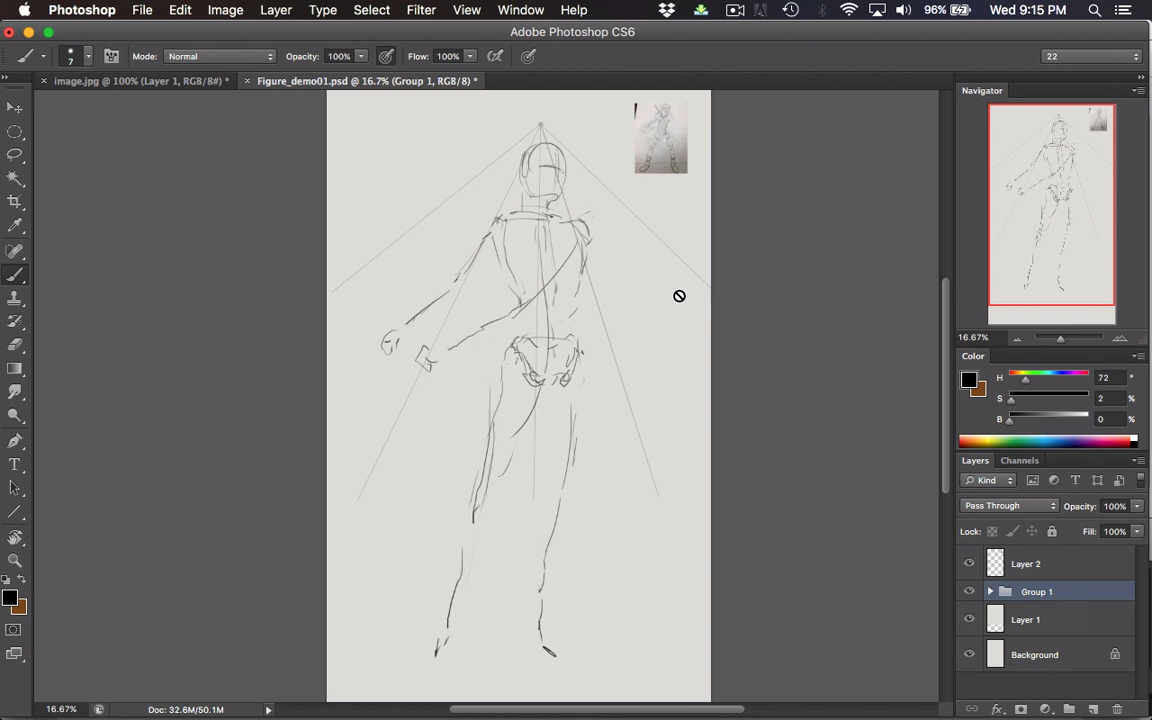 Photoshop File Edit Image Layer Type Select Filter View Window Help 96% Wed 9:15 PM
Adobe Photoshop CS6
7 Mode: Normal Opacity: 100% Flow: 100% 22
image.jpg @ 100% (Layer 1, RGB/8#) * Figure_demo01.psd @ 16.7% (Group 1, RGB/8) *
Navigator
16.67%
Color
H 72 °
S 2 %
B 0 %
Layers Channels
Kind
Pass Through Opacity: 100%
Lock: Fill: 100%
Layer 2
Group 1
Layer 1
Background
16.67% Doc: 32.6M/50.1M